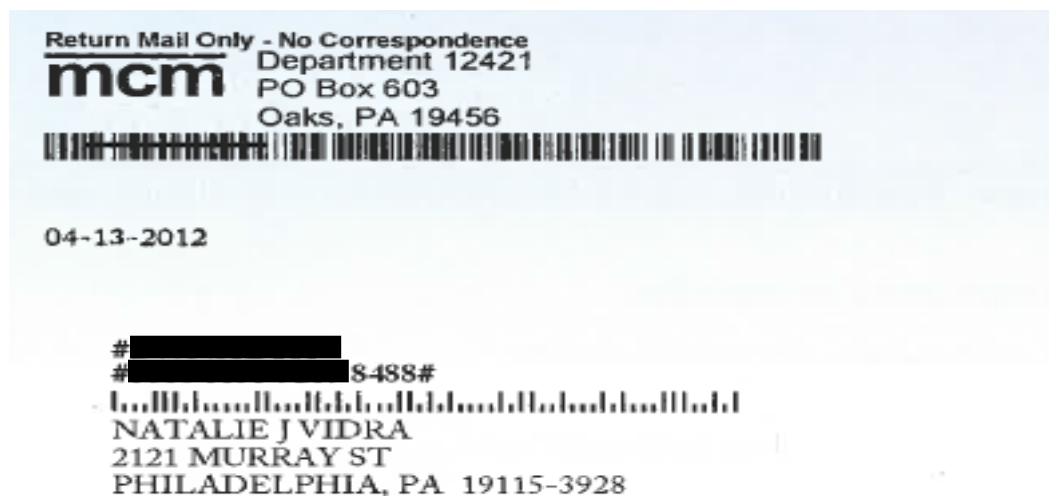 Return Mail Only - No Correspondence
mcm Department 12421
PO Box 603
Oaks, PA 19456
04-13-2012
#
# 8488#
NATALIE J VIDRA
2121 MURRAY ST
PHILADELPHIA, PA 19115-3928